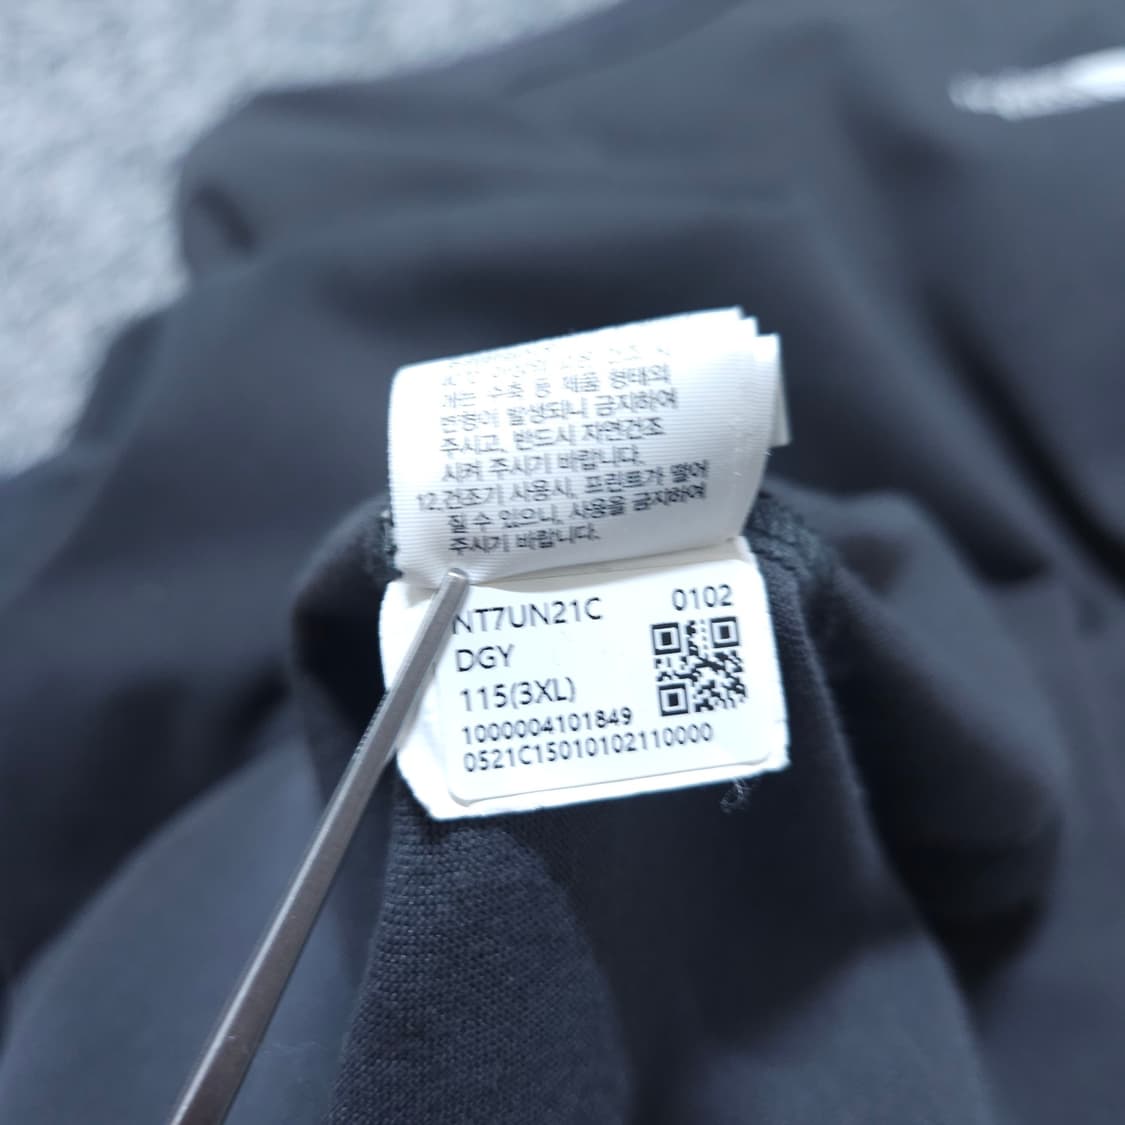 수축 등 제품 형태의
변형이 발생되니 금지하여
주시고, 반드시 자연건조
시켜 주시기 바랍니다.
12.건조기 사용시, 프린트가 떨어
질 수 있으니, 사용을 금지하여
주시기 바랍니다.
NT7UN21C
0102
DGY
115(3XL)
1000004101849
0521C15010102110000